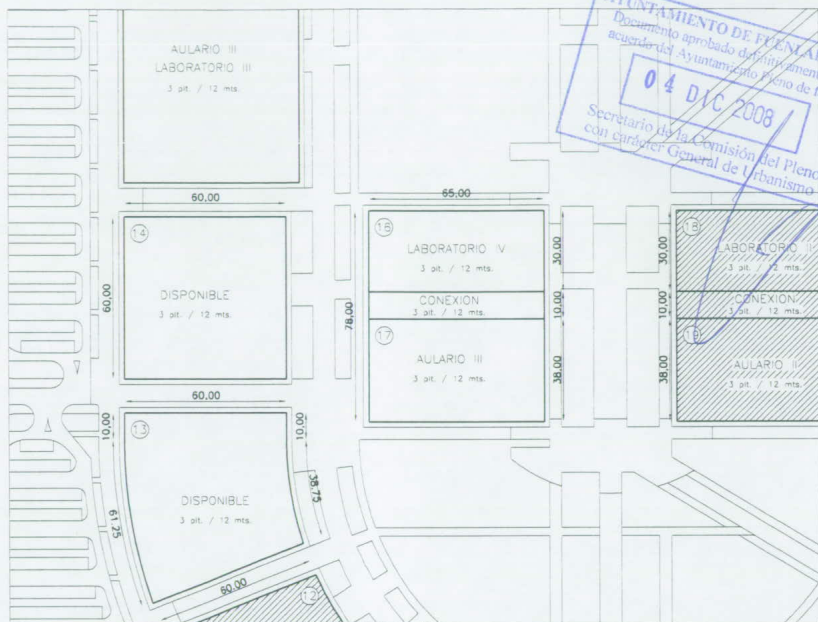 AYUNTAMIENTO DE
Documento aprobado definitivamente
acuerdo del Ayuntamiento Pleno de
04 DIC 2008
Secretario de la Comisión del Pleno
con carácter General de Urbanismo
AULARIO III
LABORATORIO III
3 plt. / 12 mts.
60,00
65,00
14
DISPONIBLE
3 plt. / 12 mts.
60,00
78,00
16
LABORATORIO IV
3 plt. / 12 mts.
30,00
CONEXION
3 plt. / 12 mts.
10,00
17
AULARIO III
3 plt. / 12 mts.
38,00
18
LABORATORIO II
3 plt. / 12 mts.
30,00
CONEXION
3 plt. / 12 mts.
10,00
19
AULARIO II
3 plt. / 12 mts.
38,00
60,00
10,00
10,00
13
DISPONIBLE
3 plt. / 12 mts.
38,75
61,25
60,00
12